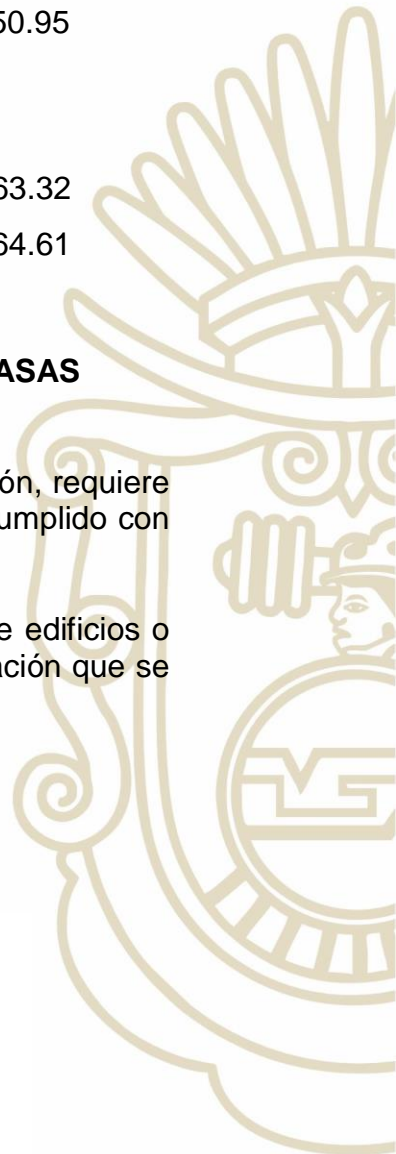 50.95
63.32
64.61
ASAS
ón, requiere
umplido con
e edificios o
ación que se